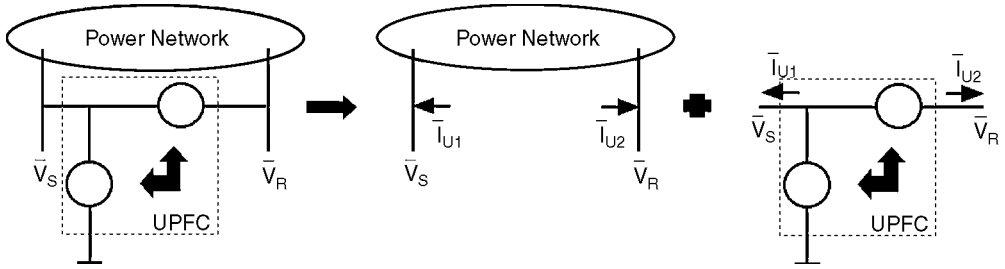 Power Network
V̅S
V̅R
UPFC
Power Network
I̅U1
I̅U2
V̅S
V̅R
I̅U1
I̅U2
V̅S
V̅R
UPFC